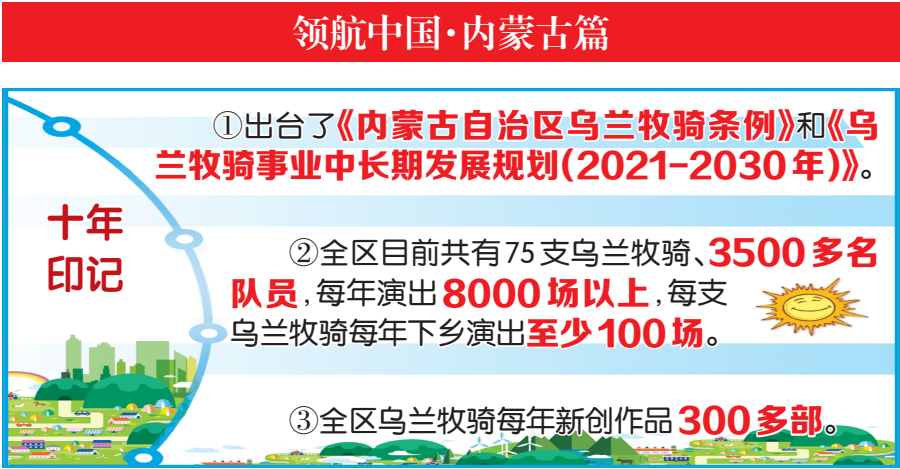 领航中国·内蒙古篇
十年
印记
①出台了《内蒙古自治区乌兰牧骑条例》和《乌
兰牧骑事业中长期发展规划(2021-2030年)》。
②全区目前共有75支乌兰牧骑、3500多名
队员,每年演出8000场以上,每支
乌兰牧骑每年下乡演出至少100场。
③全区乌兰牧骑每年新创作品300多部。